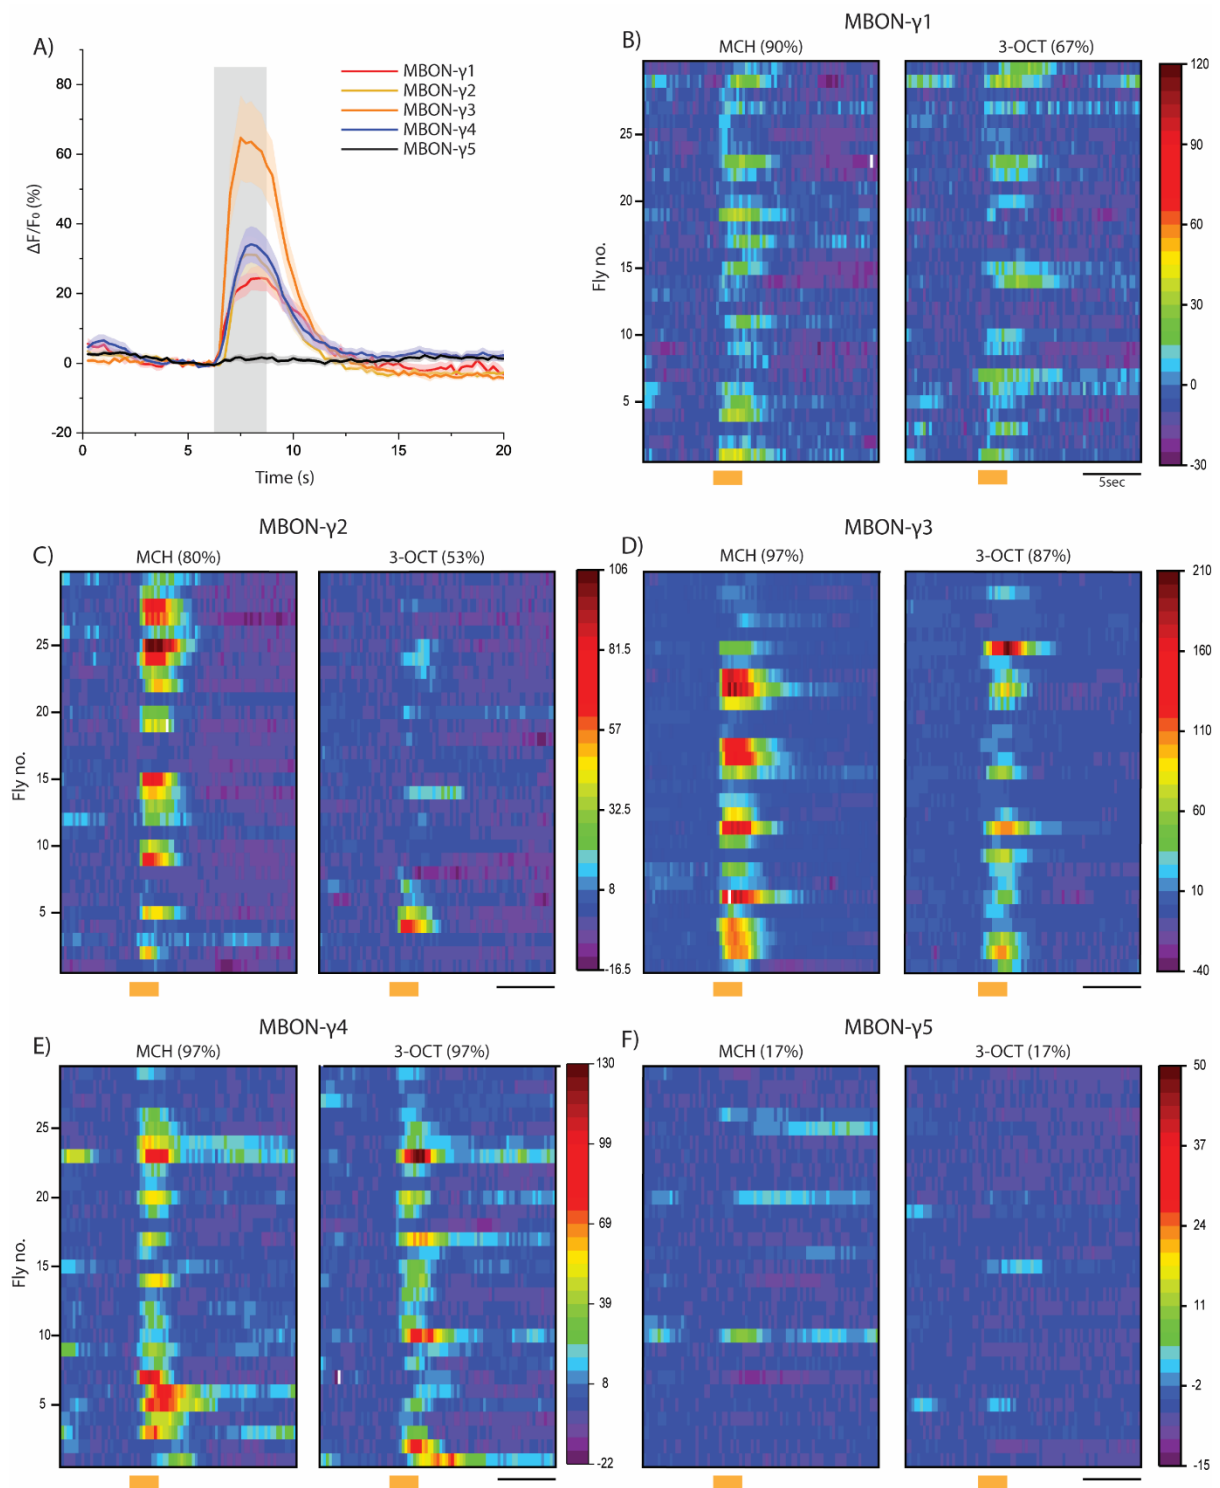 A)
80
60
40
20
0
-20
ΔF/F₀ (%)
0
5
10
15
20
Time (s)
MBON-γ1
MBON-γ2
MBON-γ3
MBON-γ4
MBON-γ5
MBON-γ1
B)
MCH (90%)
3-OCT (67%)
Fly no.
25
20
15
10
5
120
90
60
30
0
-30
5sec
MBON-γ2
C)
MCH (80%)
3-OCT (53%)
Fly no.
25
20
15
10
5
106
81.5
57
32.5
8
-16.5
MBON-γ3
D)
MCH (97%)
3-OCT (87%)
210
160
110
60
10
-40
MBON-γ4
E)
MCH (97%)
3-OCT (97%)
Fly no.
25
20
15
10
5
130
99
69
39
8
-22
MBON-γ5
F)
MCH (17%)
3-OCT (17%)
50
37
24
11
-2
-15